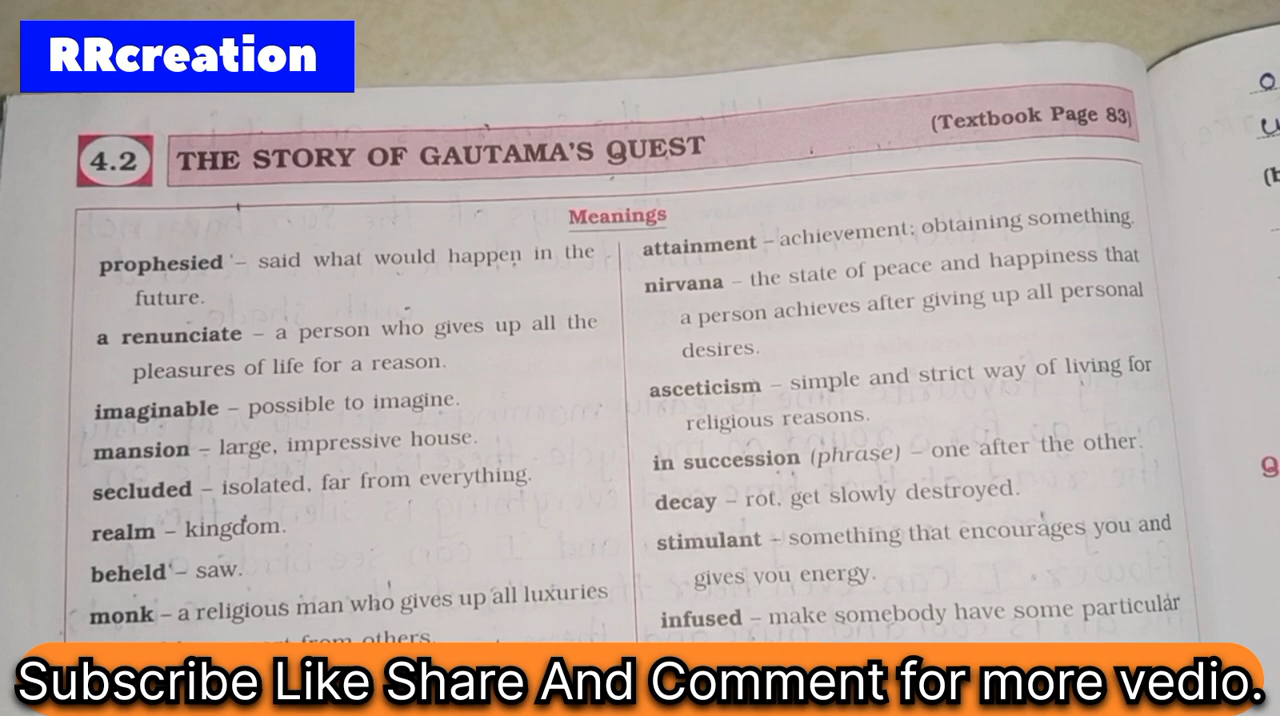 RRcreation
4.2 THE STORY OF GAUTAMA'S QUEST (Textbook Page 83)
Meanings
prophesied – said what would happen in the
future.
a renunciate – a person who gives up all the
pleasures of life for a reason.
imaginable – possible to imagine.
mansion – large, impressive house.
secluded – isolated, far from everything.
realm – kingdom.
beheld – saw.
monk – a religious man who gives up all luxuries
from others.
attainment – achievement; obtaining something.
nirvana – the state of peace and happiness that
a person achieves after giving up all personal
desires.
asceticism – simple and strict way of living for
religious reasons.
in succession (phrase) – one after the other.
decay – rot, get slowly destroyed.
stimulant – something that encourages you and
gives you energy.
infused – make somebody have some particular
Subscribe Like Share And Comment for more vedio.